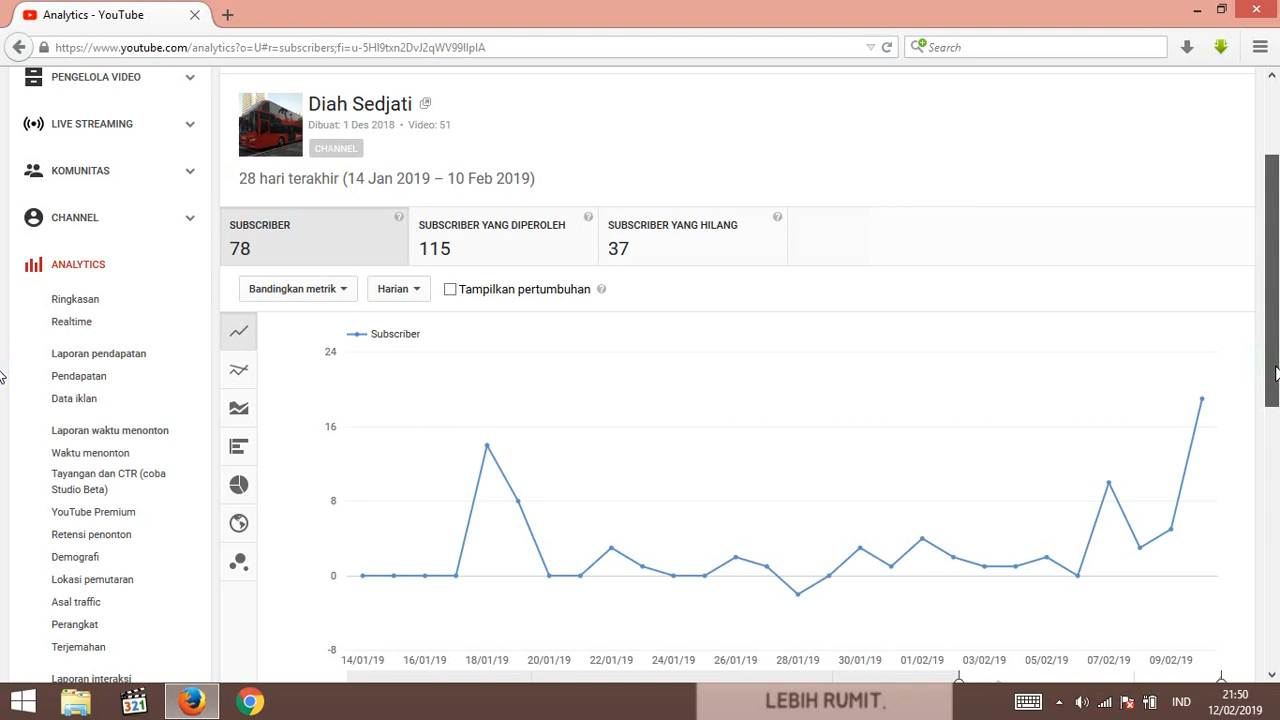 Analytics - YouTube
https://www.youtube.com/analytics?o=U#r=subscribers;fi=u-5HI9txn2DvJ2qWV99IIpIA
Search
PENGELOLA VIDEO
LIVE STREAMING
KOMUNITAS
CHANNEL
ANALYTICS
Ringkasan
Realtime
Laporan pendapatan
Pendapatan
Data iklan
Laporan waktu menonton
Waktu menonton
Tayangan dan CTR (coba
Studio Beta)
YouTube Premium
Retensi penonton
Demografi
Lokasi pemutaran
Asal traffic
Perangkat
Terjemahan
Laporan interaksi
Diah Sedjati
Dibuat: 1 Des 2018 • Video: 51
CHANNEL
28 hari terakhir (14 Jan 2019 – 10 Feb 2019)
SUBSCRIBER ?
78
SUBSCRIBER YANG DIPEROLEH ?
115
SUBSCRIBER YANG HILANG ?
37
Bandingkan metrik
Harian
Tampilkan pertumbuhan ?
Subscriber
24
16
8
0
-8
14/01/19 16/01/19 18/01/19 20/01/19 22/01/19 24/01/19 26/01/19 28/01/19 30/01/19 01/02/19 03/02/19 05/02/19 07/02/19 09/02/19
321
LEBIH RUMIT.
IND
21:50
12/02/2019